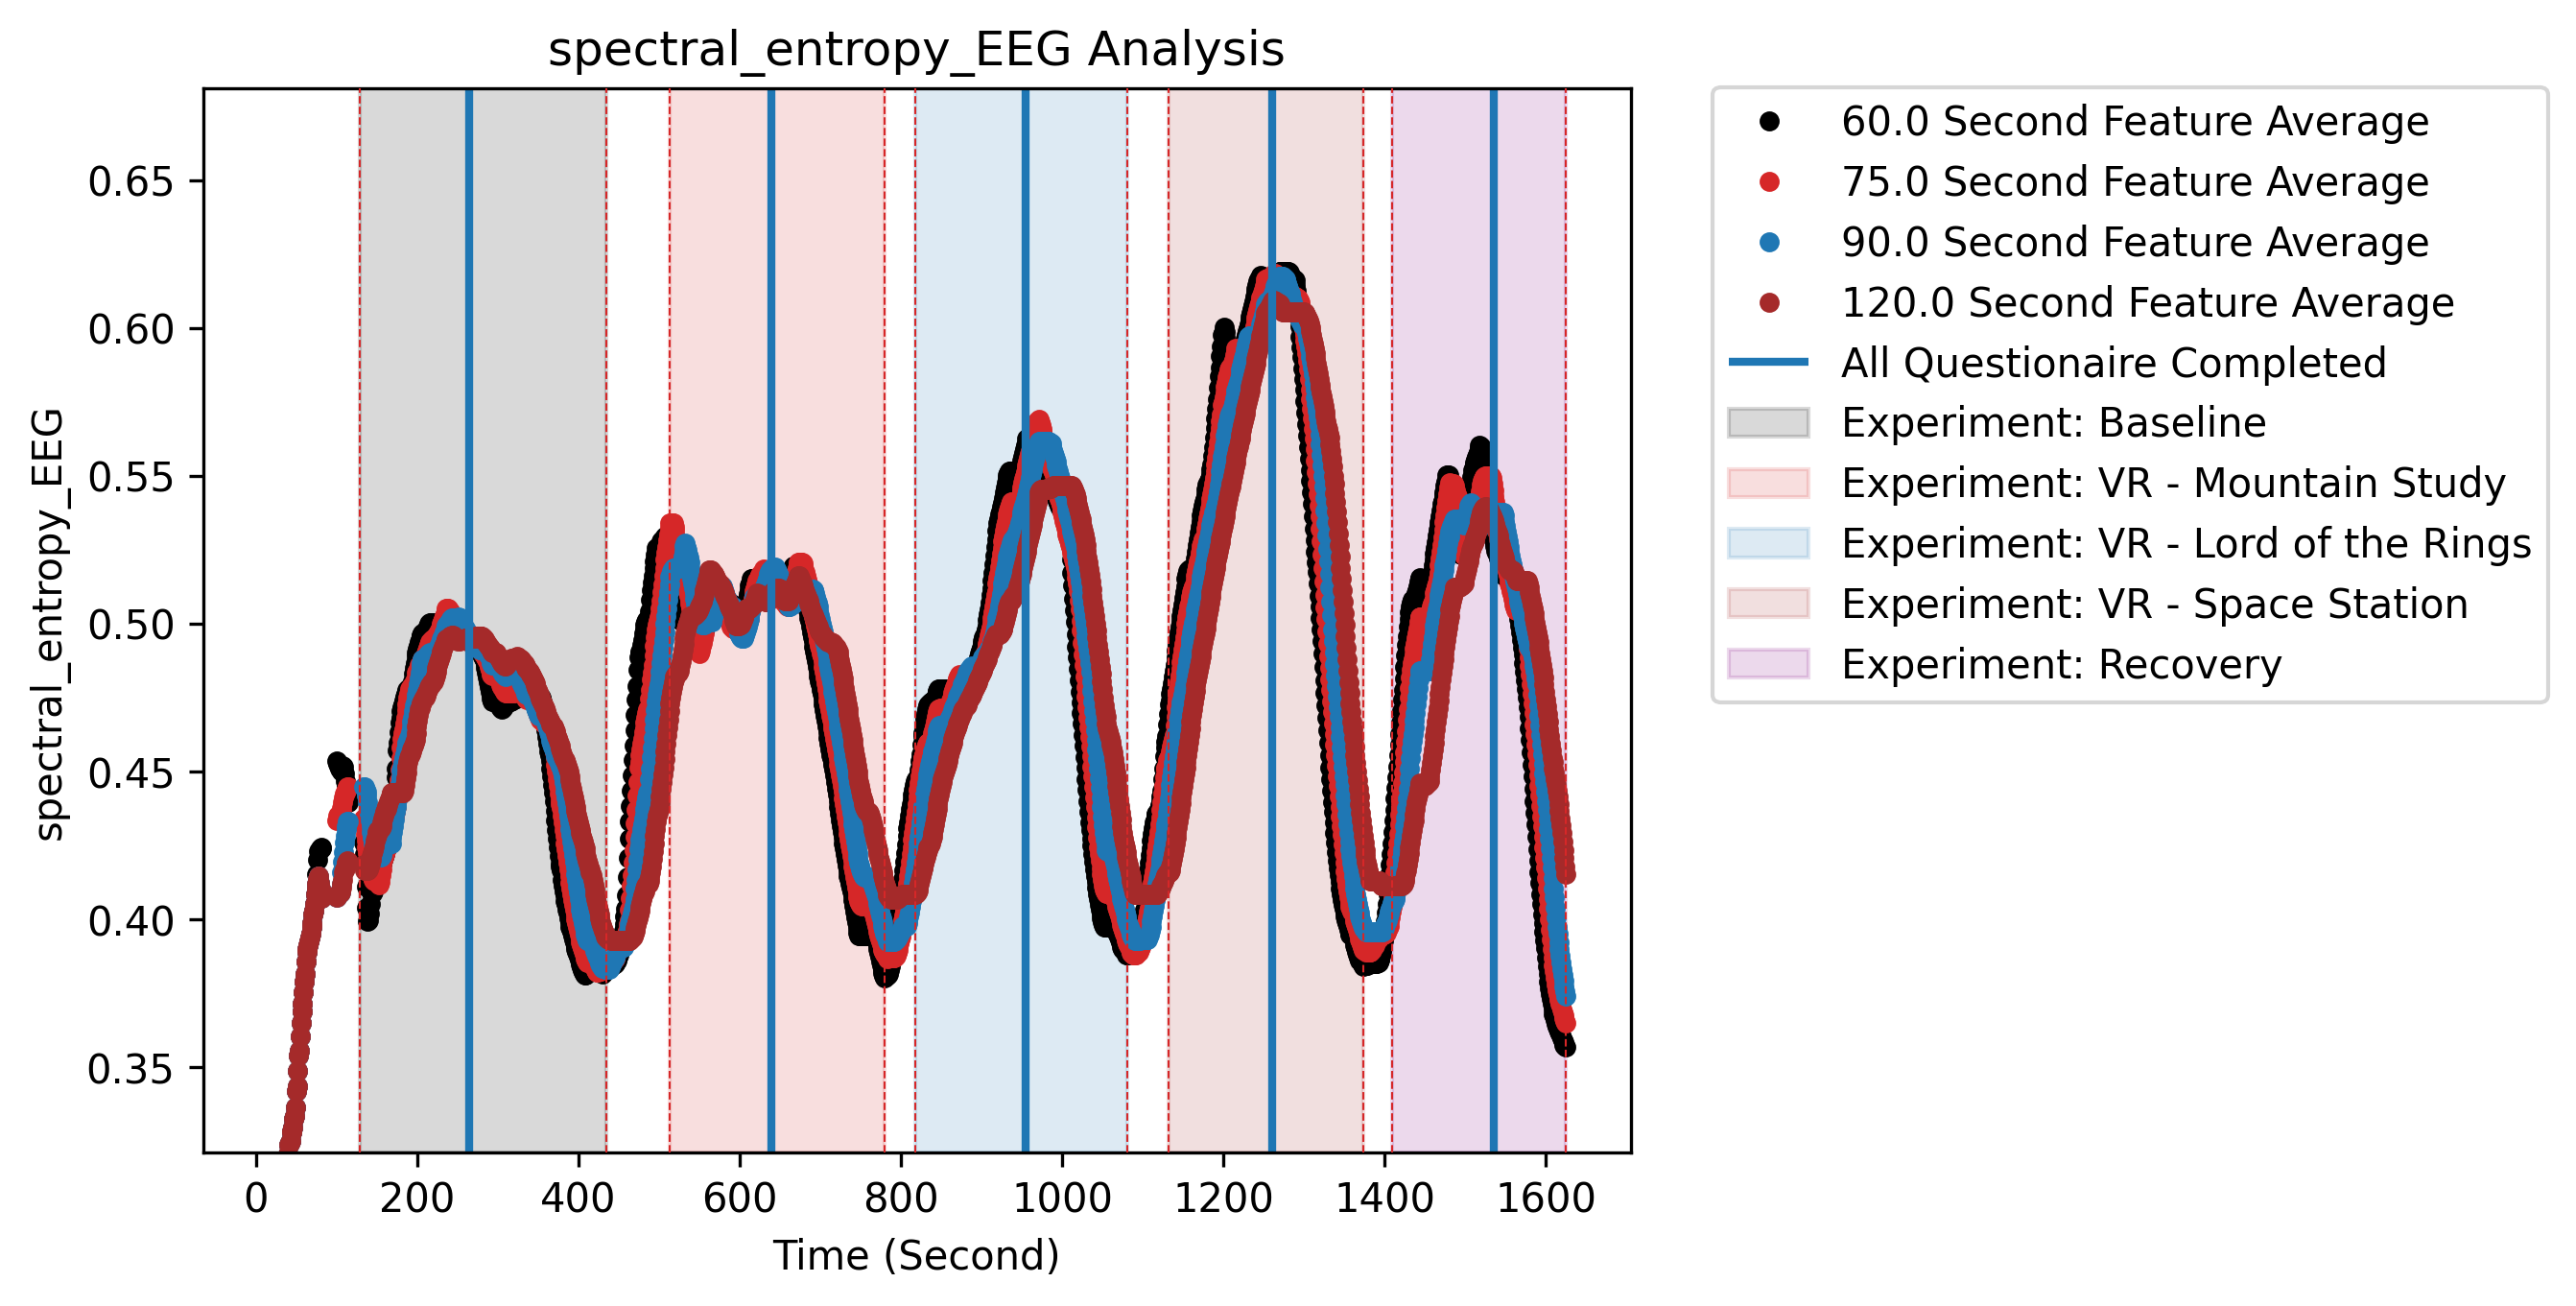 spectral_entropy_EEG Analysis
spectral_entropy_EEG
0.65
0.60
0.55
0.50
0.45
0.40
0.35
0 200 400 600 800 1000 1200 1400 1600
Time (Second)
60.0 Second Feature Average
75.0 Second Feature Average
90.0 Second Feature Average
120.0 Second Feature Average
All Questionaire Completed
Experiment: Baseline
Experiment: VR - Mountain Study
Experiment: VR - Lord of the Rings
Experiment: VR - Space Station
Experiment: Recovery